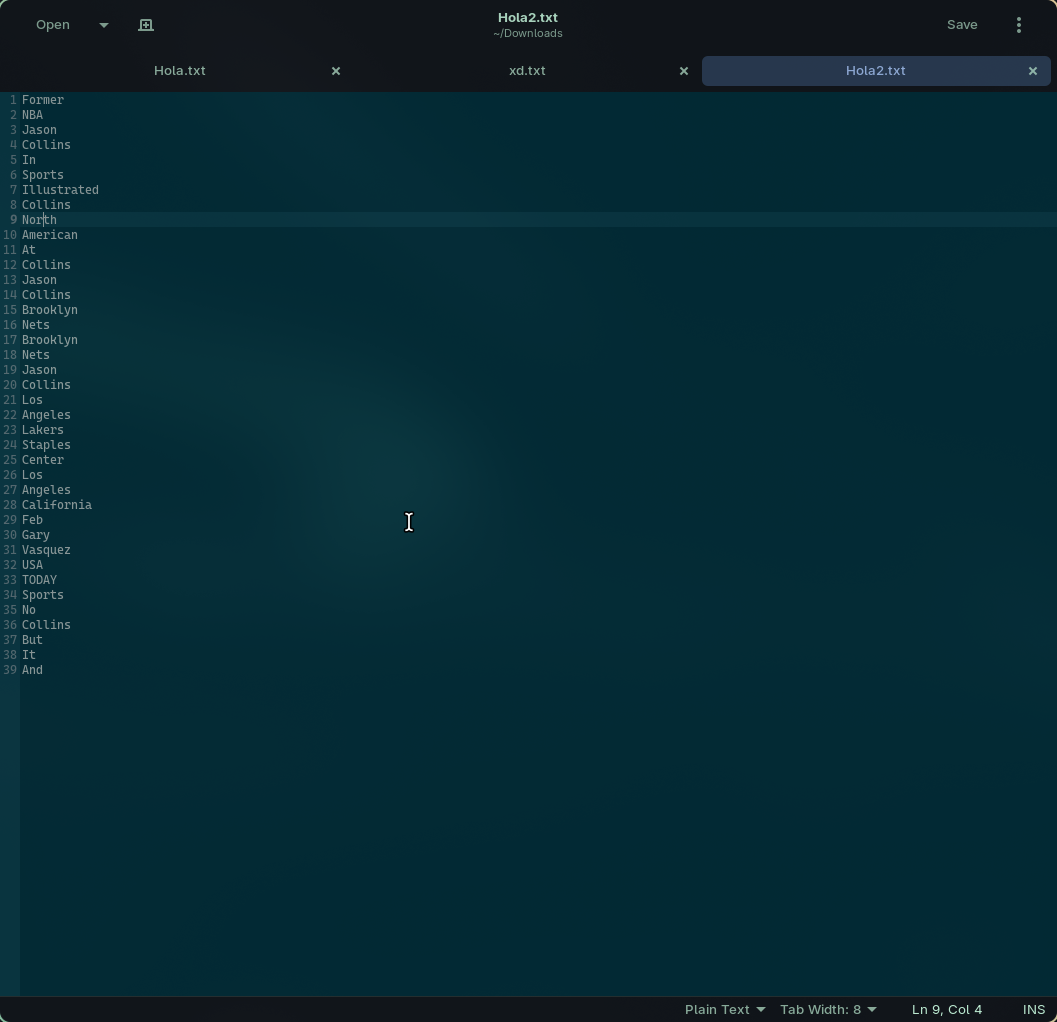 Open
Hola2.txt
~/Downloads
Save
Hola.txt
xd.txt
Hola2.txt
1 Former
2 NBA
3 Jason
4 Collins
5 In
6 Sports
7 Illustrated
8 Collins
9 North
10 American
11 At
12 Collins
13 Jason
14 Collins
15 Brooklyn
16 Nets
17 Brooklyn
18 Nets
19 Jason
20 Collins
21 Los
22 Angeles
23 Lakers
24 Staples
25 Center
26 Los
27 Angeles
28 California
29 Feb
30 Gary
31 Vasquez
32 USA
33 TODAY
34 Sports
35 No
36 Collins
37 But
38 It
39 And
Plain Text Tab Width: 8 Ln 9, Col 4 INS